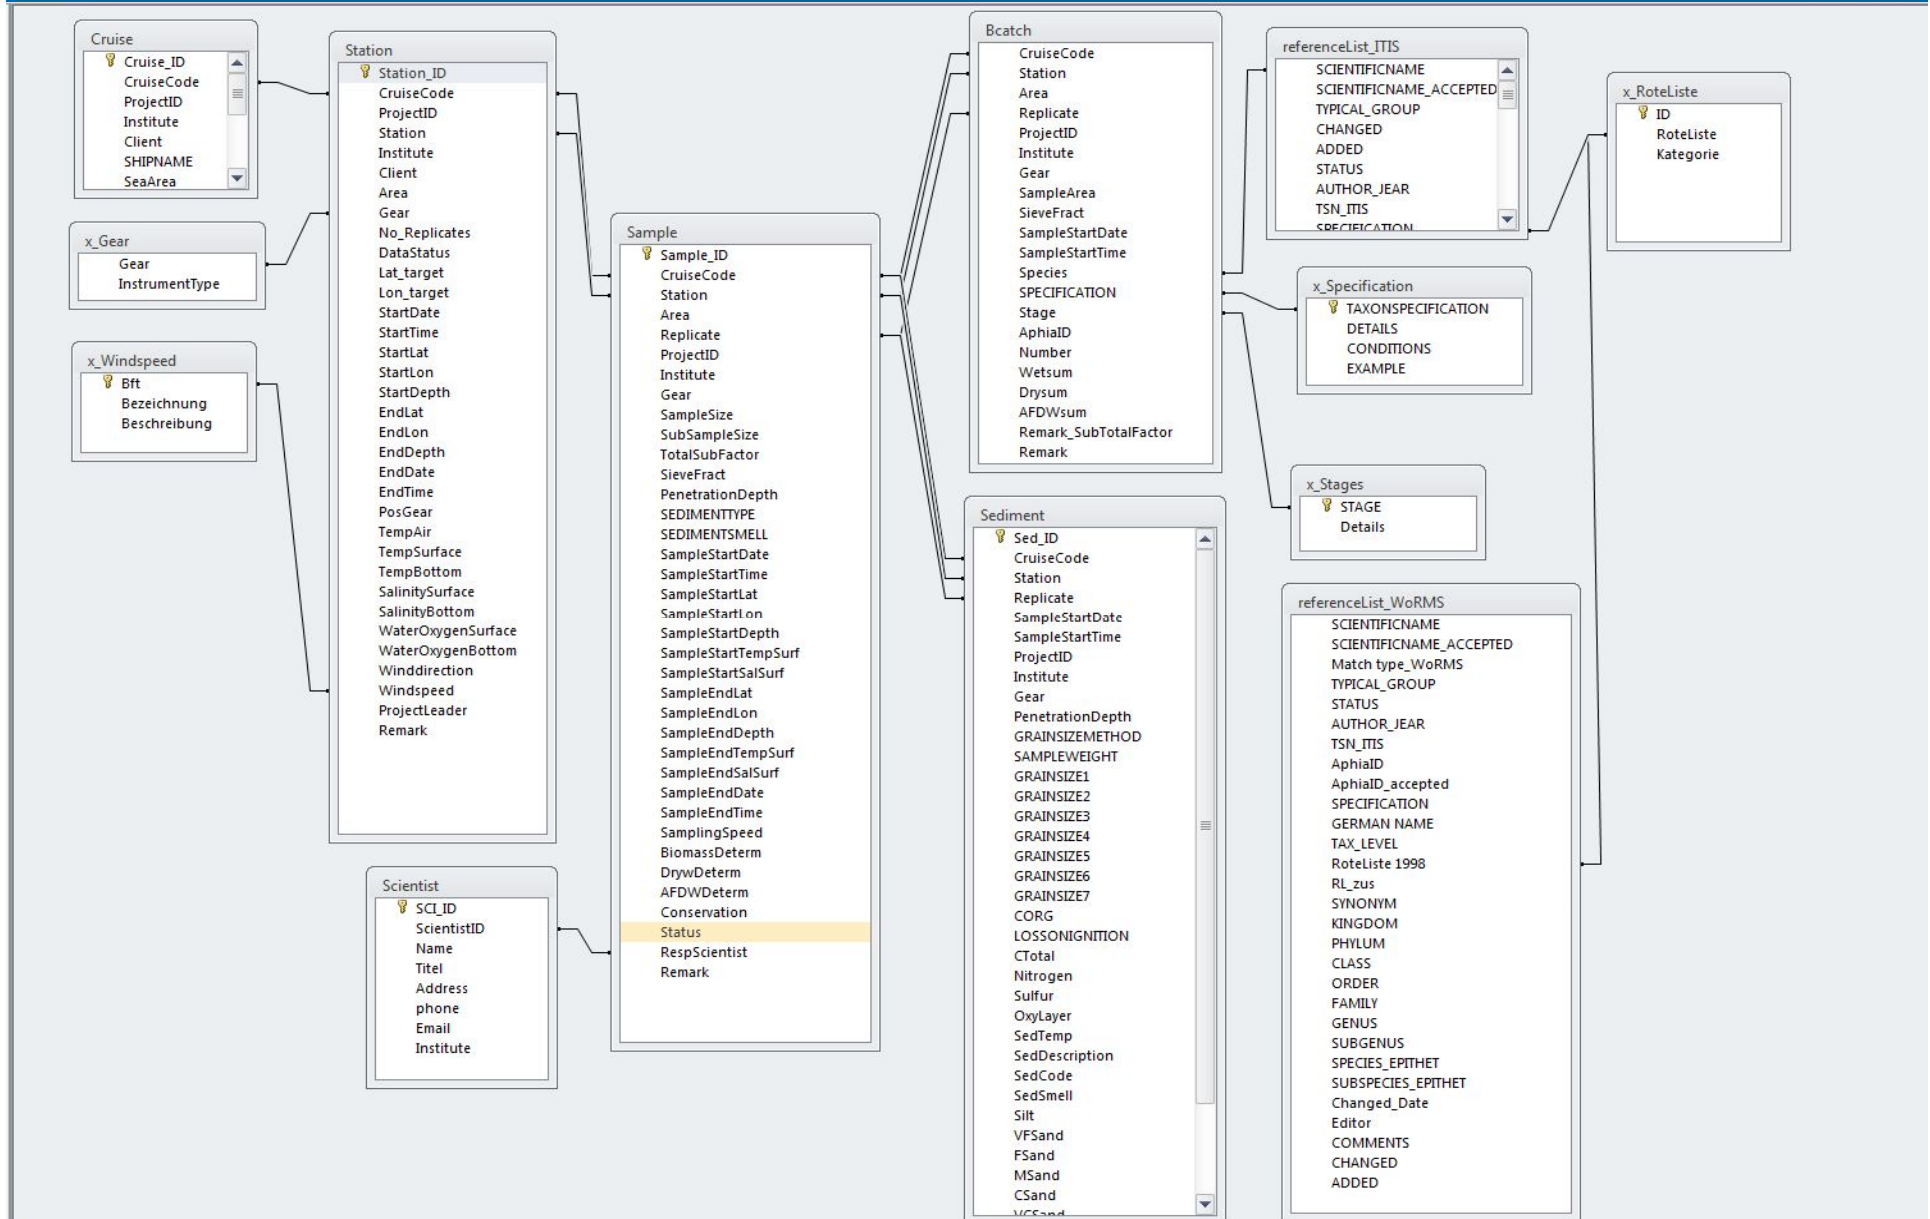 Cruise
Cruise_ID
CruiseCode
ProjectID
Institute
Client
SHIPNAME
SeaArea
x_Gear
Gear
InstrumentType
x_Windspeed
Bft
Bezeichnung
Beschreibung
Station
Station_ID
CruiseCode
ProjectID
Station
Institute
Client
Area
Gear
No_Replicates
DataStatus
Lat_target
Lon_target
StartDate
StartTime
StartLat
StartLon
StartDepth
EndLat
EndLon
EndDepth
EndDate
EndTime
PosGear
TempAir
TempSurface
TempBottom
SalinitySurface
SalinityBottom
WaterOxygenSurface
WaterOxygenBottom
Winddirection
Windspeed
ProjectLeader
Remark
Scientist
SCI_ID
ScientistID
Name
Titel
Address
phone
Email
Institute
Sample
Sample_ID
CruiseCode
Station
Area
Replicate
ProjectID
Institute
Gear
SampleSize
SubSampleSize
TotalSubFactor
SieveFract
PenetrationDepth
SEDIMENTTYPE
SEDIMENTSMELL
SampleStartDate
SampleStartTime
SampleStartLat
SampleStartLon
SampleStartDepth
SampleStartTempSurf
SampleStartSalSurf
SampleEndLat
SampleEndLon
SampleEndDepth
SampleEndTempSurf
SampleEndSalSurf
SampleEndDate
SampleEndTime
SamplingSpeed
BiomassDeterm
DrywDeterm
AFDWDeterm
Conservation
Status
RespScientist
Remark
Bcatch
CruiseCode
Station
Area
Replicate
ProjectID
Institute
Gear
SampleArea
SieveFract
SampleStartDate
SampleStartTime
Species
SPECIFICATION
Stage
AphiaID
Number
Wetsum
Drysum
AFDWsum
Remark_SubTotalFactor
Remark
Sediment
Sed_ID
CruiseCode
Station
Replicate
SampleStartDate
SampleStartTime
ProjectID
Institute
Gear
PenetrationDepth
GRAINSIZEMETHOD
SAMPLEWEIGHT
GRAINSIZE1
GRAINSIZE2
GRAINSIZE3
GRAINSIZE4
GRAINSIZE5
GRAINSIZE6
GRAINSIZE7
CORG
LOSSONIGNITION
CTotal
Nitrogen
Sulfur
OxyLayer
SedTemp
SedDescription
SedCode
SedSmell
Silt
VFSand
FSand
MSand
CSand
VCSand
referenceList_ITIS
SCIENTIFICNAME
SCIENTIFICNAME_ACCEPTED
TYPICAL_GROUP
CHANGED
ADDED
STATUS
AUTHOR_JEAR
TSN_ITIS
SPECIFICATION
x_RoteListe
ID
RoteListe
Kategorie
x_Specification
TAXONSPECIFICATION
DETAILS
CONDITIONS
EXAMPLE
x_Stages
STAGE
Details
referenceList_WoRMS
SCIENTIFICNAME
SCIENTIFICNAME_ACCEPTED
Match type_WoRMS
TYPICAL_GROUP
STATUS
AUTHOR_JEAR
TSN_ITIS
AphiaID
AphiaID_accepted
SPECIFICATION
GERMAN NAME
TAX_LEVEL
RoteListe 1998
RL_zus
SYNONYM
KINGDOM
PHYLUM
CLASS
ORDER
FAMILY
GENUS
SUBGENUS
SPECIES_EPITHET
SUBSPECIES_EPITHET
Changed_Date
Editor
COMMENTS
CHANGED
ADDED